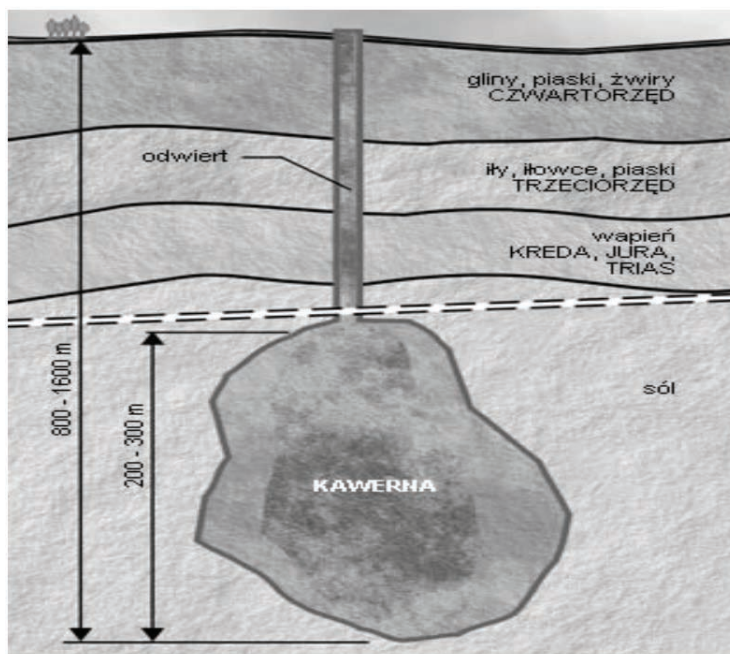 gliny, piaski, żwiry
CZWARTORZĘD
odwiert
iły, iłowce, piaski
TRZECIORZĘD
wapień
KREDA, JURA,
TRIAS
sól
800 - 1600 m
200 - 300 m
KAWERNA